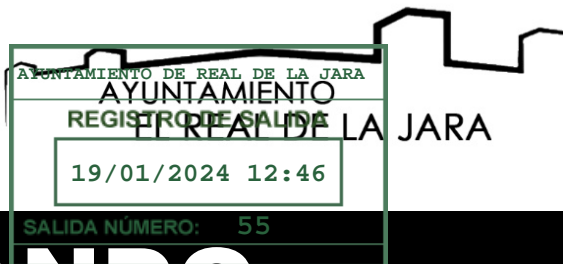 AYUNTAMIENTO DE REAL DE LA JARA
AYUNTAMIENTO
REGISTRO DE SALIDA
EL REAL DE LA JARA
19/01/2024 12:46
SALIDA NÚMERO: 55